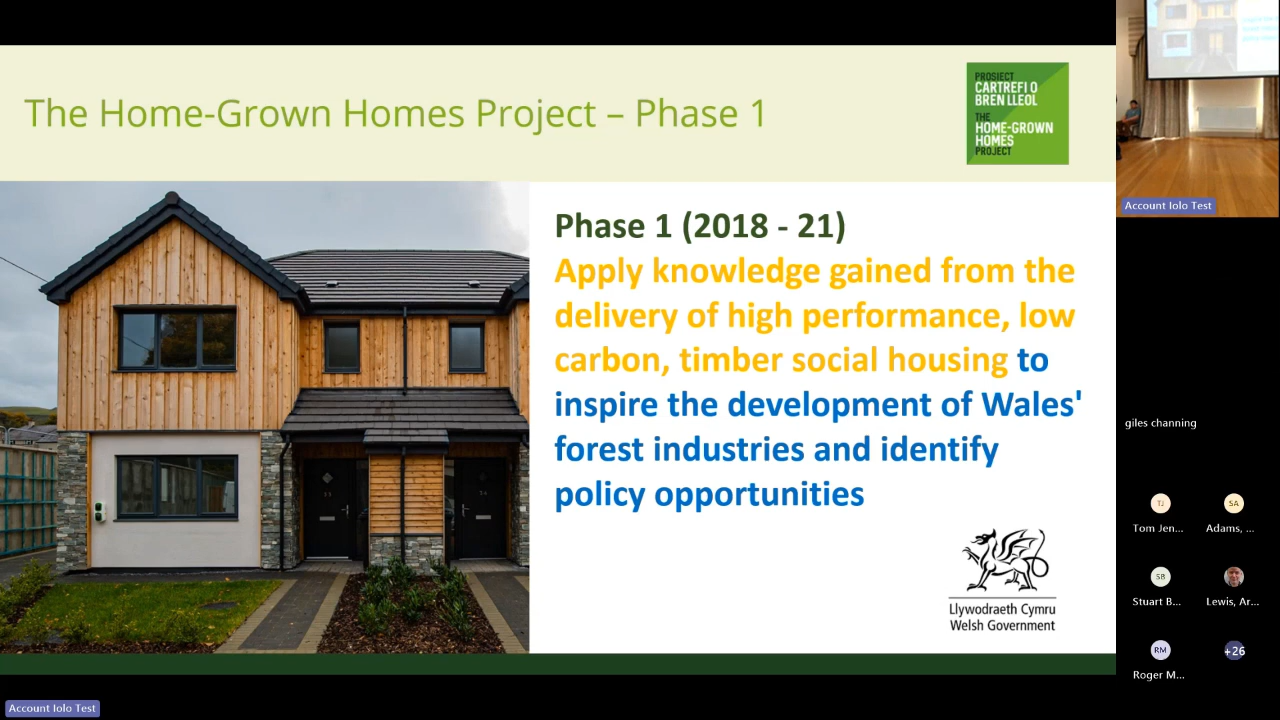 The Home-Grown Homes Project – Phase 1
PROSIECT
CARTREFI O
BREN LLEOL
THE
HOME-GROWN
HOMES
PROJECT
Phase 1 (2018 - 21)
Apply knowledge gained from the
delivery of high performance, low
carbon, timber social housing to
inspire the development of Wales'
forest industries and identify
policy opportunities
Llywodraeth Cymru
Welsh Government
Account Iolo Test
Account Iolo Test
giles channing
TJ
SA
Tom Jen...
Adams, ...
SB
Stuart B...
Lewis, Ar...
RM
+26
Roger M...